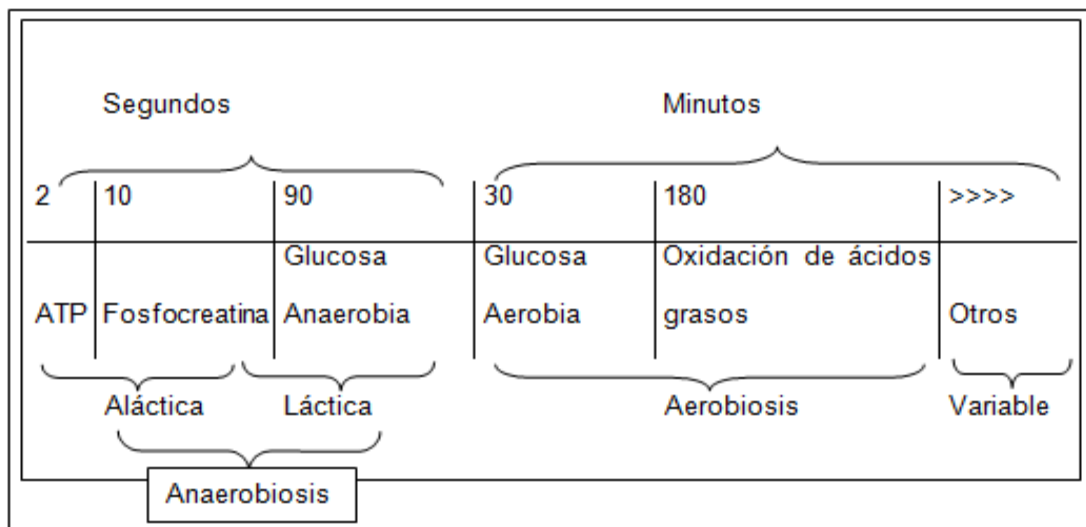 Segundos Minutos
2 10 90 30 180 >>>>
Glucosa Glucosa Oxidación de ácidos
ATP Fosfocreatina Anaerobia Aerobia grasos Otros
Aláctica Láctica Aerobiosis Variable
Anaerobiosis